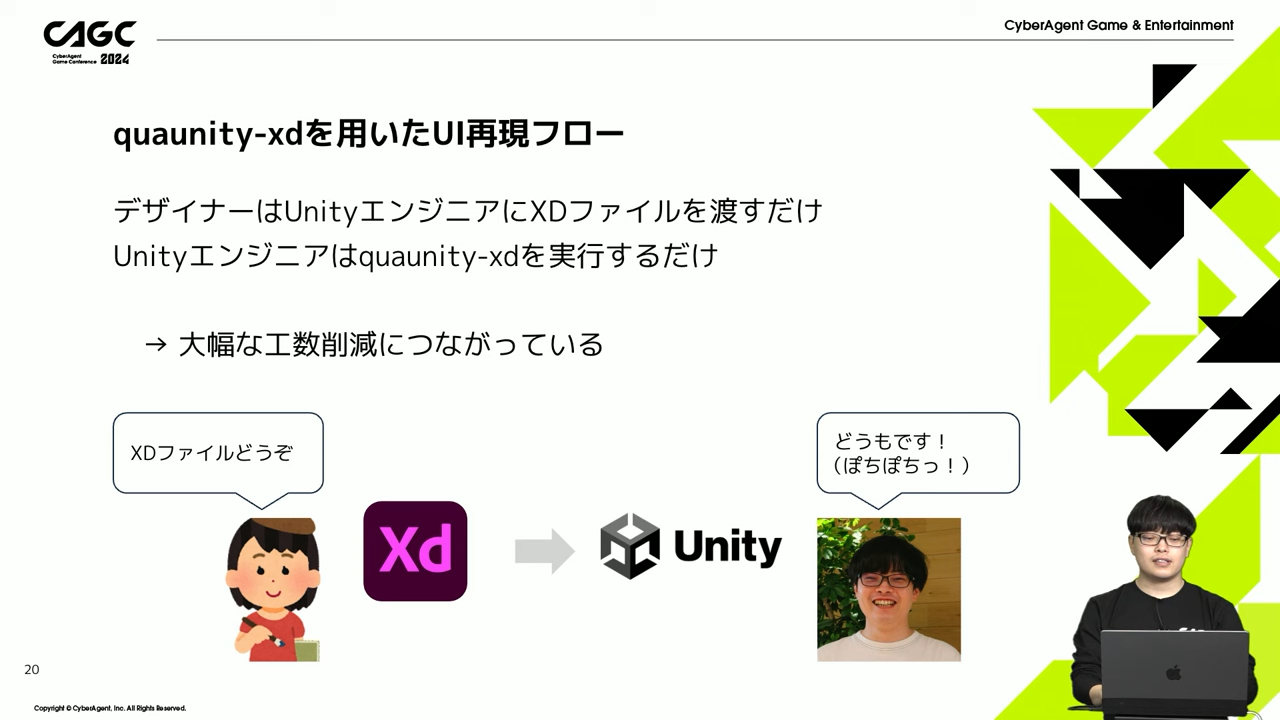 CAGC
CyberAgent
Game Conference 2024
CyberAgent Game & Entertainment
quaunity-xdを用いたUI再現フロー
デザイナーはUnityエンジニアにXDファイルを渡すだけ
Unityエンジニアはquaunity-xdを実行するだけ
→ 大幅な工数削減につながっている
XDファイルどうぞ
どうもです！
（ぽちぽちっ！）
Xd
Unity
20
Copyright © CyberAgent, Inc. All Rights Reserved.